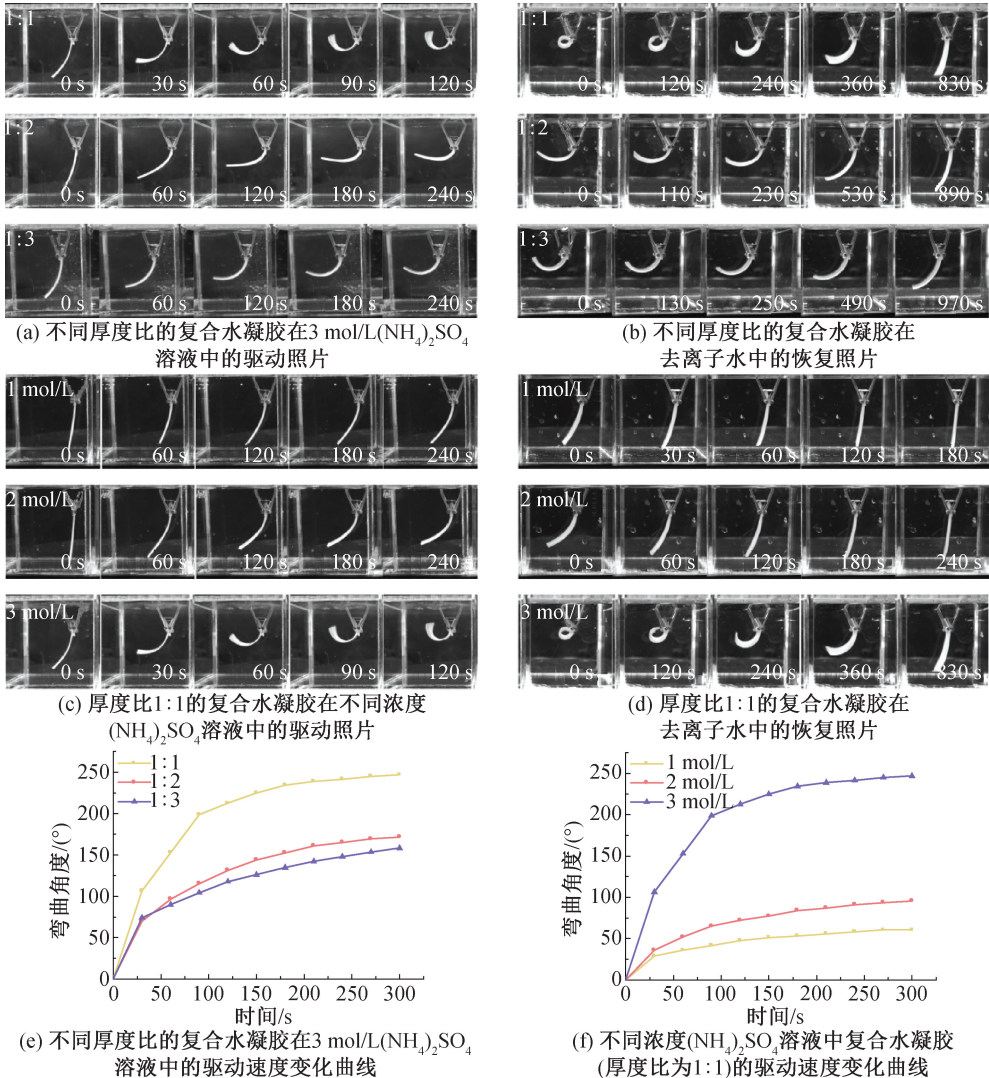 1∶1
0 s
30 s
60 s
90 s
120 s
1∶2
0 s
60 s
120 s
180 s
240 s
1∶3
0 s
60 s
120 s
180 s
240 s
(a) 不同厚度比的复合水凝胶在3 mol/L(NH₄)₂SO₄
溶液中的驱动照片
1∶1
0 s
120 s
240 s
360 s
830 s
1∶2
0 s
110 s
230 s
530 s
890 s
1∶3
0 s
130 s
250 s
490 s
970 s
(b) 不同厚度比的复合水凝胶在
去离子水中的恢复照片
1 mol/L
0 s
60 s
120 s
180 s
240 s
2 mol/L
0 s
60 s
120 s
180 s
240 s
3 mol/L
0 s
30 s
60 s
90 s
120 s
(c) 厚度比1∶1的复合水凝胶在不同浓度
(NH₄)₂SO₄溶液中的驱动照片
1 mol/L
0 s
30 s
60 s
120 s
180 s
2 mol/L
0 s
60 s
120 s
180 s
240 s
3 mol/L
0 s
120 s
240 s
360 s
830 s
(d) 厚度比1∶1的复合水凝胶在
去离子水中的恢复照片
250
200
150
100
50
0
弯曲角度/(°)
1∶1
1∶2
1∶3
0 50 100 150 200 250 300
时间/s
(e) 不同厚度比的复合水凝胶在3 mol/L(NH₄)₂SO₄
溶液中的驱动速度变化曲线
250
200
150
100
50
0
弯曲角度/(°)
1 mol/L
2 mol/L
3 mol/L
0 50 100 150 200 250 300
时间/s
(f) 不同浓度(NH₄)₂SO₄溶液中复合水凝胶
(厚度比为1∶1)的驱动速度变化曲线